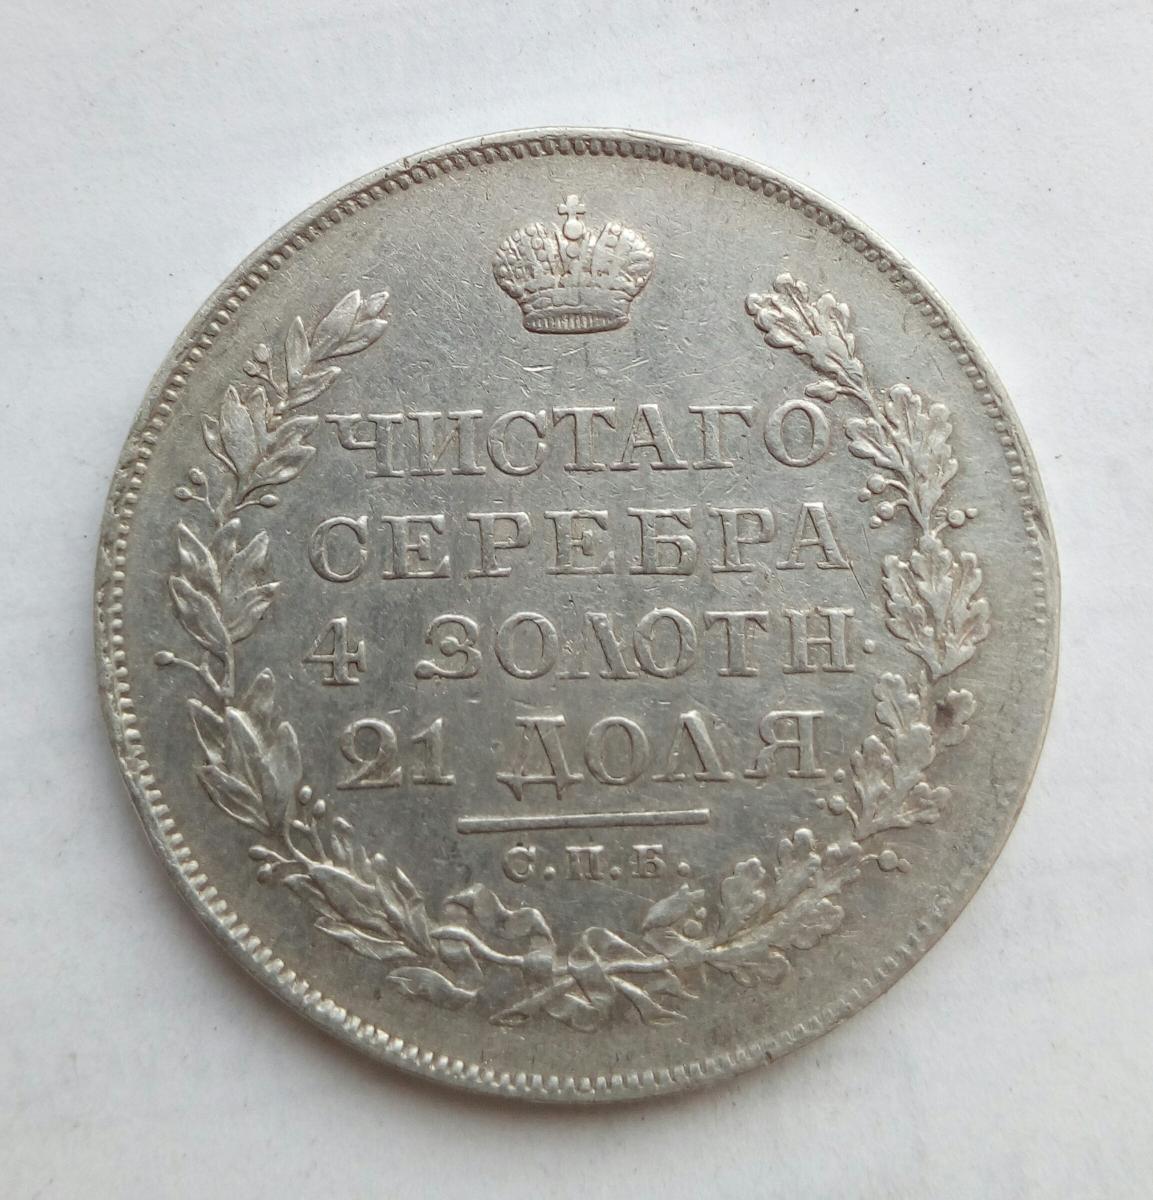 ЧИСТАГО
СЕРЕБРА
4 ЗОЛОТН.
21 ДОЛЯ.
С.П.Б.